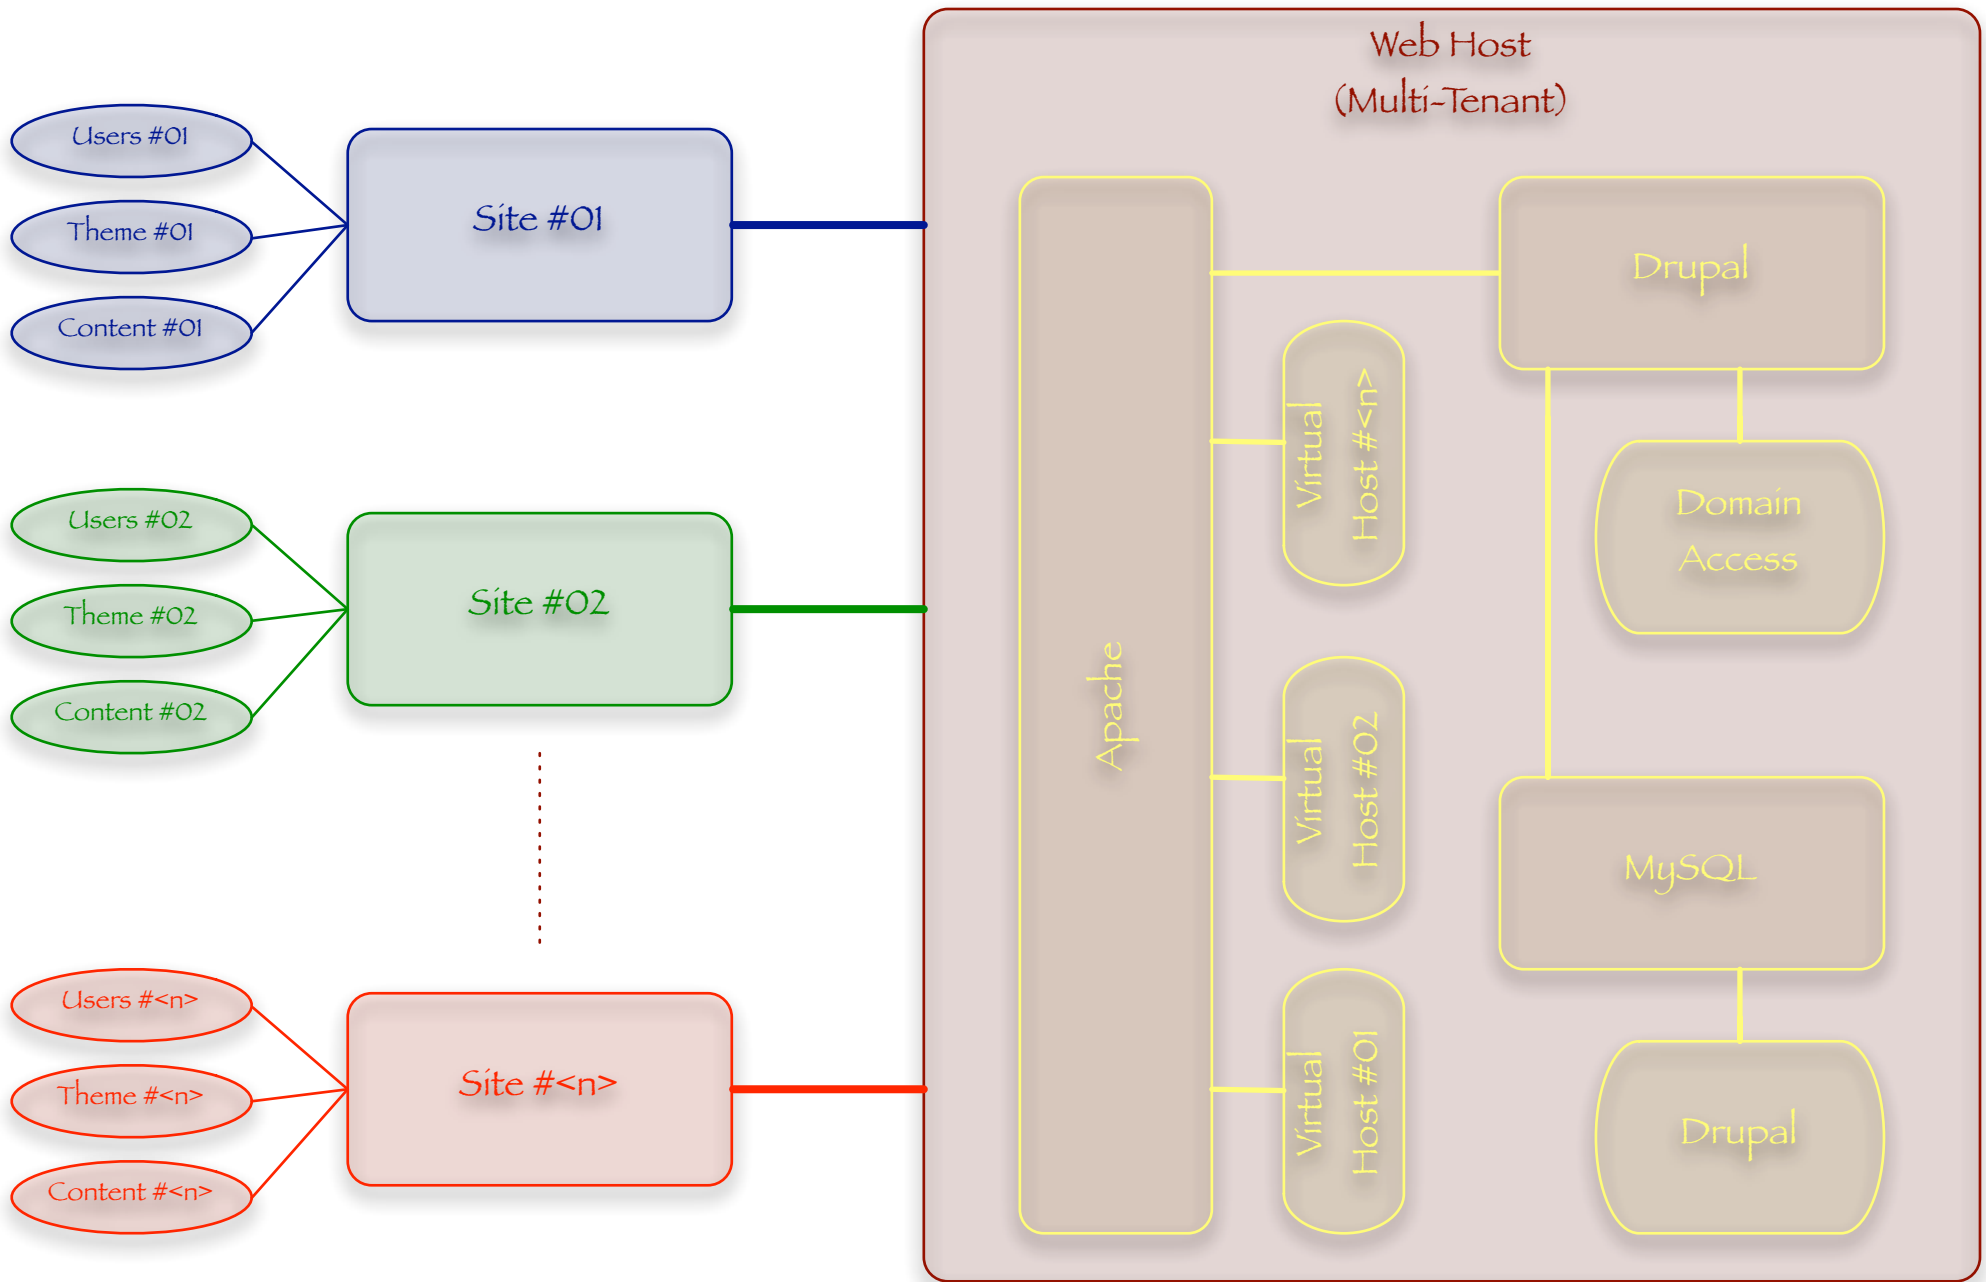 Web Host
(Multi-Tenant)
Users #01
Theme #01
Content #01
Site #01
Users #02
Theme #02
Content #02
Site #02
Users #<n>
Theme #<n>
Content #<n>
Site #<n>
Apache
Virtual
Host #<n>
Virtual
Host #02
Virtual
Host #01
Drupal
Domain
Access
MySQL
Drupal